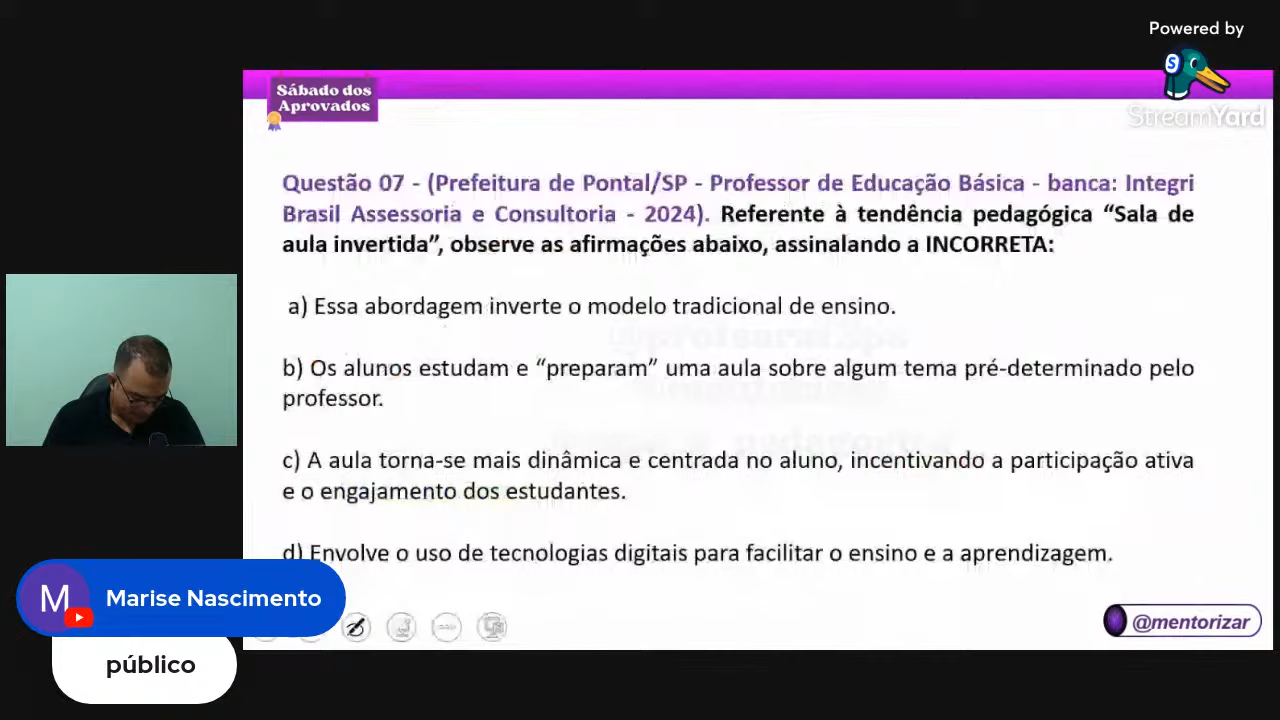 Powered by
StreamYard
Sábado dos
Aprovados
Questão 07 - (Prefeitura de Pontal/SP - Professor de Educação Básica - banca: Integri
Brasil Assessoria e Consultoria - 2024). Referente à tendência pedagógica “Sala de
aula invertida”, observe as afirmações abaixo, assinalando a INCORRETA:
a) Essa abordagem inverte o modelo tradicional de ensino.
b) Os alunos estudam e “preparam” uma aula sobre algum tema pré-determinado pelo
professor.
c) A aula torna-se mais dinâmica e centrada no aluno, incentivando a participação ativa
e o engajamento dos estudantes.
d) Envolve o uso de tecnologias digitais para facilitar o ensino e a aprendizagem.
M Marise Nascimento
público
@mentorizar